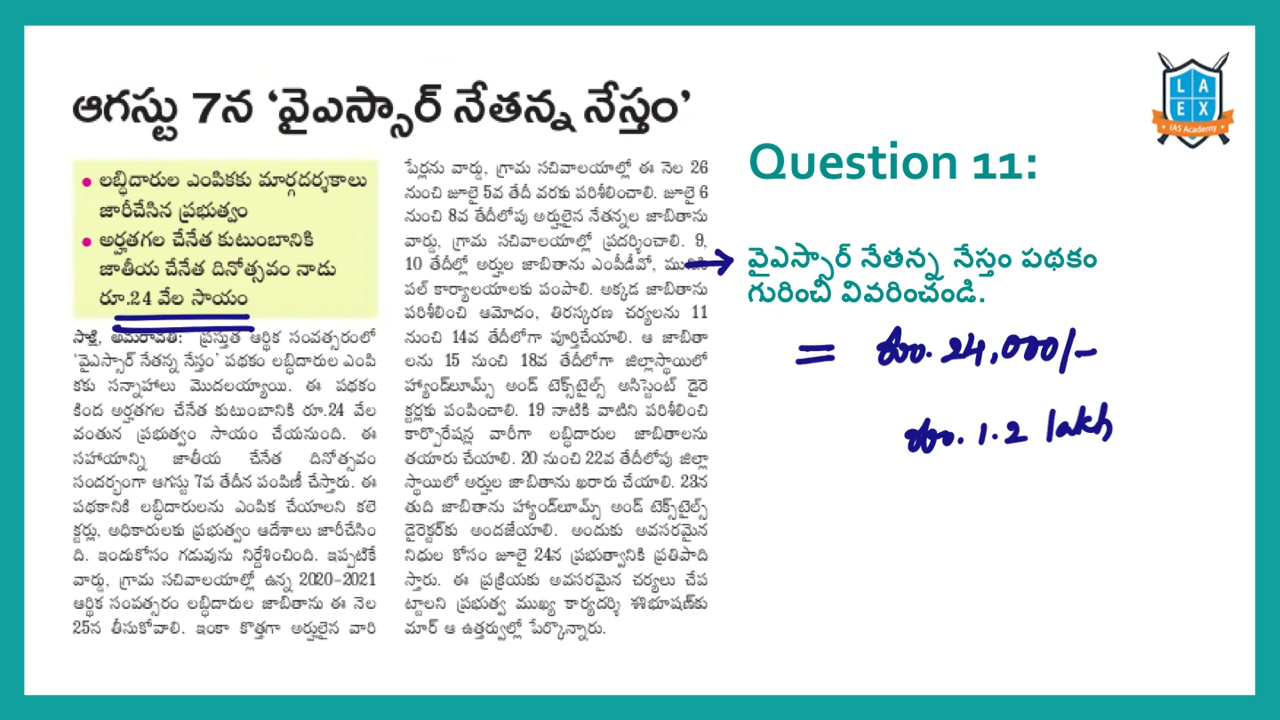 ఆగస్టు 7న ‘వైఎస్సార్ నేతన్న నేస్తం’
• లబ్ధిదారుల ఎంపికకు మార్గదర్శకాలు
జారీచేసిన ప్రభుత్వం
• అర్హతగల చేనేత కుటుంబానికి
జాతీయ చేనేత దినోత్సవం నాడు
రూ.24 వేల సాయం
సాక్షి, అమరావతి: ప్రస్తుత ఆర్థిక సంవత్సరంలో
‘వైఎస్సార్ నేతన్న నేస్తం’ పథకం లబ్ధిదారుల ఎంపి
కకు సన్నాహాలు మొదలయ్యాయి. ఈ పథకం
కింద అర్హతగల చేనేత కుటుంబానికి రూ.24 వేల
వంతున ప్రభుత్వం సాయం చేయనుంది. ఈ
సహాయాన్ని జాతీయ చేనేత దినోత్సవం
సందర్భంగా ఆగస్టు 7వ తేదీన పంపిణీ చేస్తారు. ఈ
పథకానికి లబ్ధిదారులను ఎంపిక చేయాలని కలె
క్టర్లు, అధికారులకు ప్రభుత్వం ఆదేశాలు జారీచేసిం
ది. ఇందుకోసం గడువును నిర్దేశించింది. ఇప్పటికే
వార్డు, గ్రామ సచివాలయాల్లో ఉన్న 2020–2021
ఆర్థిక సంవత్సరం లబ్ధిదారుల జాబితాను ఈ నెల
25న తీసుకోవాలి. ఇంకా కొత్తగా అర్హులైన వారి
పేర్లను వార్డు, గ్రామ సచివాలయాల్లో ఈ నెల 26
నుంచి జూలై 5వ తేదీ వరకు పరిశీలించాలి. జూలై 6
నుంచి 8వ తేదీలోపు అర్హులైన నేతన్నల జాబితాను
వార్డు, గ్రామ సచివాలయాల్లో ప్రదర్శించాలి. 9,
10 తేదీల్లో అర్హుల జాబితాను ఎంపీడీవో, మునిసి
పల్ కార్యాలయాలకు పంపాలి. అక్కడ జాబితాను
పరిశీలించి ఆమోదం, తిరస్కరణ చర్యలను 11
నుంచి 14వ తేదీలోగా పూర్తిచేయాలి. ఆ జాబితా
లను 15 నుంచి 18వ తేదీలోగా జిల్లాస్థాయిలో
హ్యాండ్‌లూమ్స్ అండ్ టెక్స్‌టైల్స్ అసిస్టెంట్ డైరె
క్టర్లకు పంపించాలి. 19 నాటికి వాటిని పరిశీలించి
కార్పొరేషన్ల వారీగా లబ్ధిదారుల జాబితాలను
తయారు చేయాలి. 20 నుంచి 22వ తేదీలోపు జిల్లా
స్థాయిలో అర్హుల జాబితాను ఖరారు చేయాలి. 23న
తుది జాబితాను హ్యాండ్‌లూమ్స్ అండ్ టెక్స్‌టైల్స్
డైరెక్టర్‌కు అందజేయాలి. అందుకు అవసరమైన
నిధుల కోసం జూలై 24న ప్రభుత్వానికి ప్రతిపాది
స్తారు. ఈ ప్రక్రియకు అవసరమైన చర్యలు చేప
ట్టాలని ప్రభుత్వ ముఖ్య కార్యదర్శి శశిభూషణ్‌కు
మార్ ఆ ఉత్తర్వుల్లో పేర్కొన్నారు.
LA
EX
IAS Academy
Question 11:
వైఎస్సార్ నేతన్న నేస్తం పథకం
గురించి వివరించండి.
= రూ. 24,000/-
రూ. 1.2 lakh